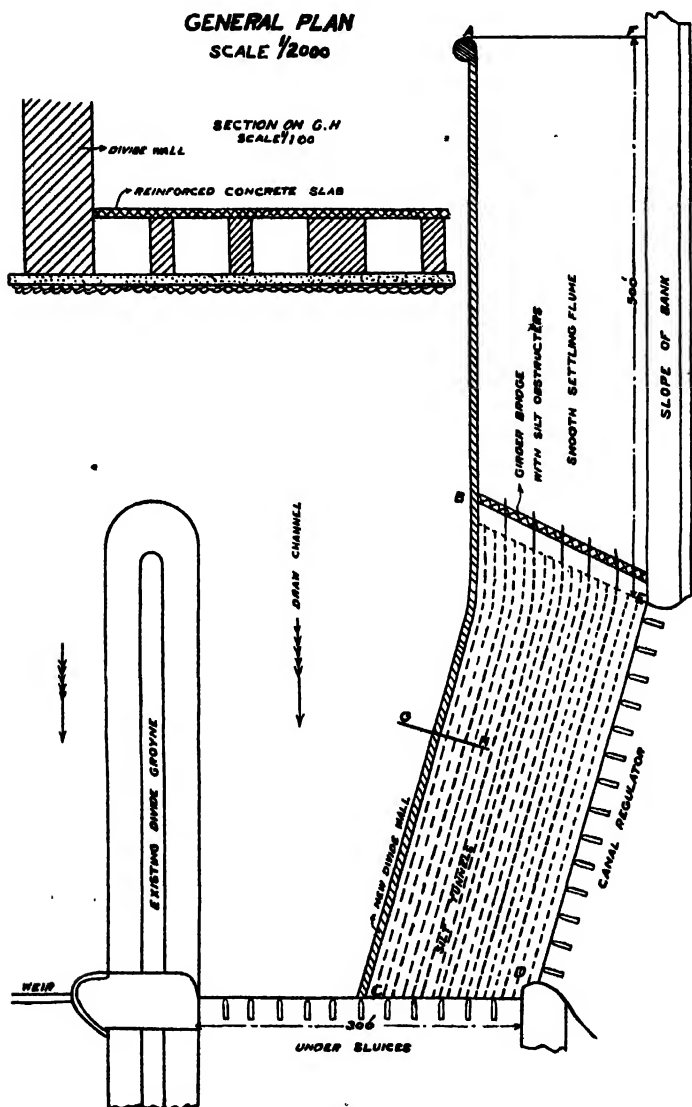 GENERAL PLAN
SCALE 1/2000
A
F
SECTION ON G.H
SCALE 1/100
DIVIDE WALL
REINFORCED CONCRETE SLAB
500'
SLOPE OF BANK
GIRDER BRIDGE
WITH SILT OBSTRUCTERS
SMOOTH SETTLING FLUME
B
E
DRAW CHANNEL
EXISTING DIVIDE GROYNE
G
H
NEW DIVIDE WALL
SILT TUNNELS
CANAL REGULATOR
WEIR
C
D
300'
UNDER SLUICES